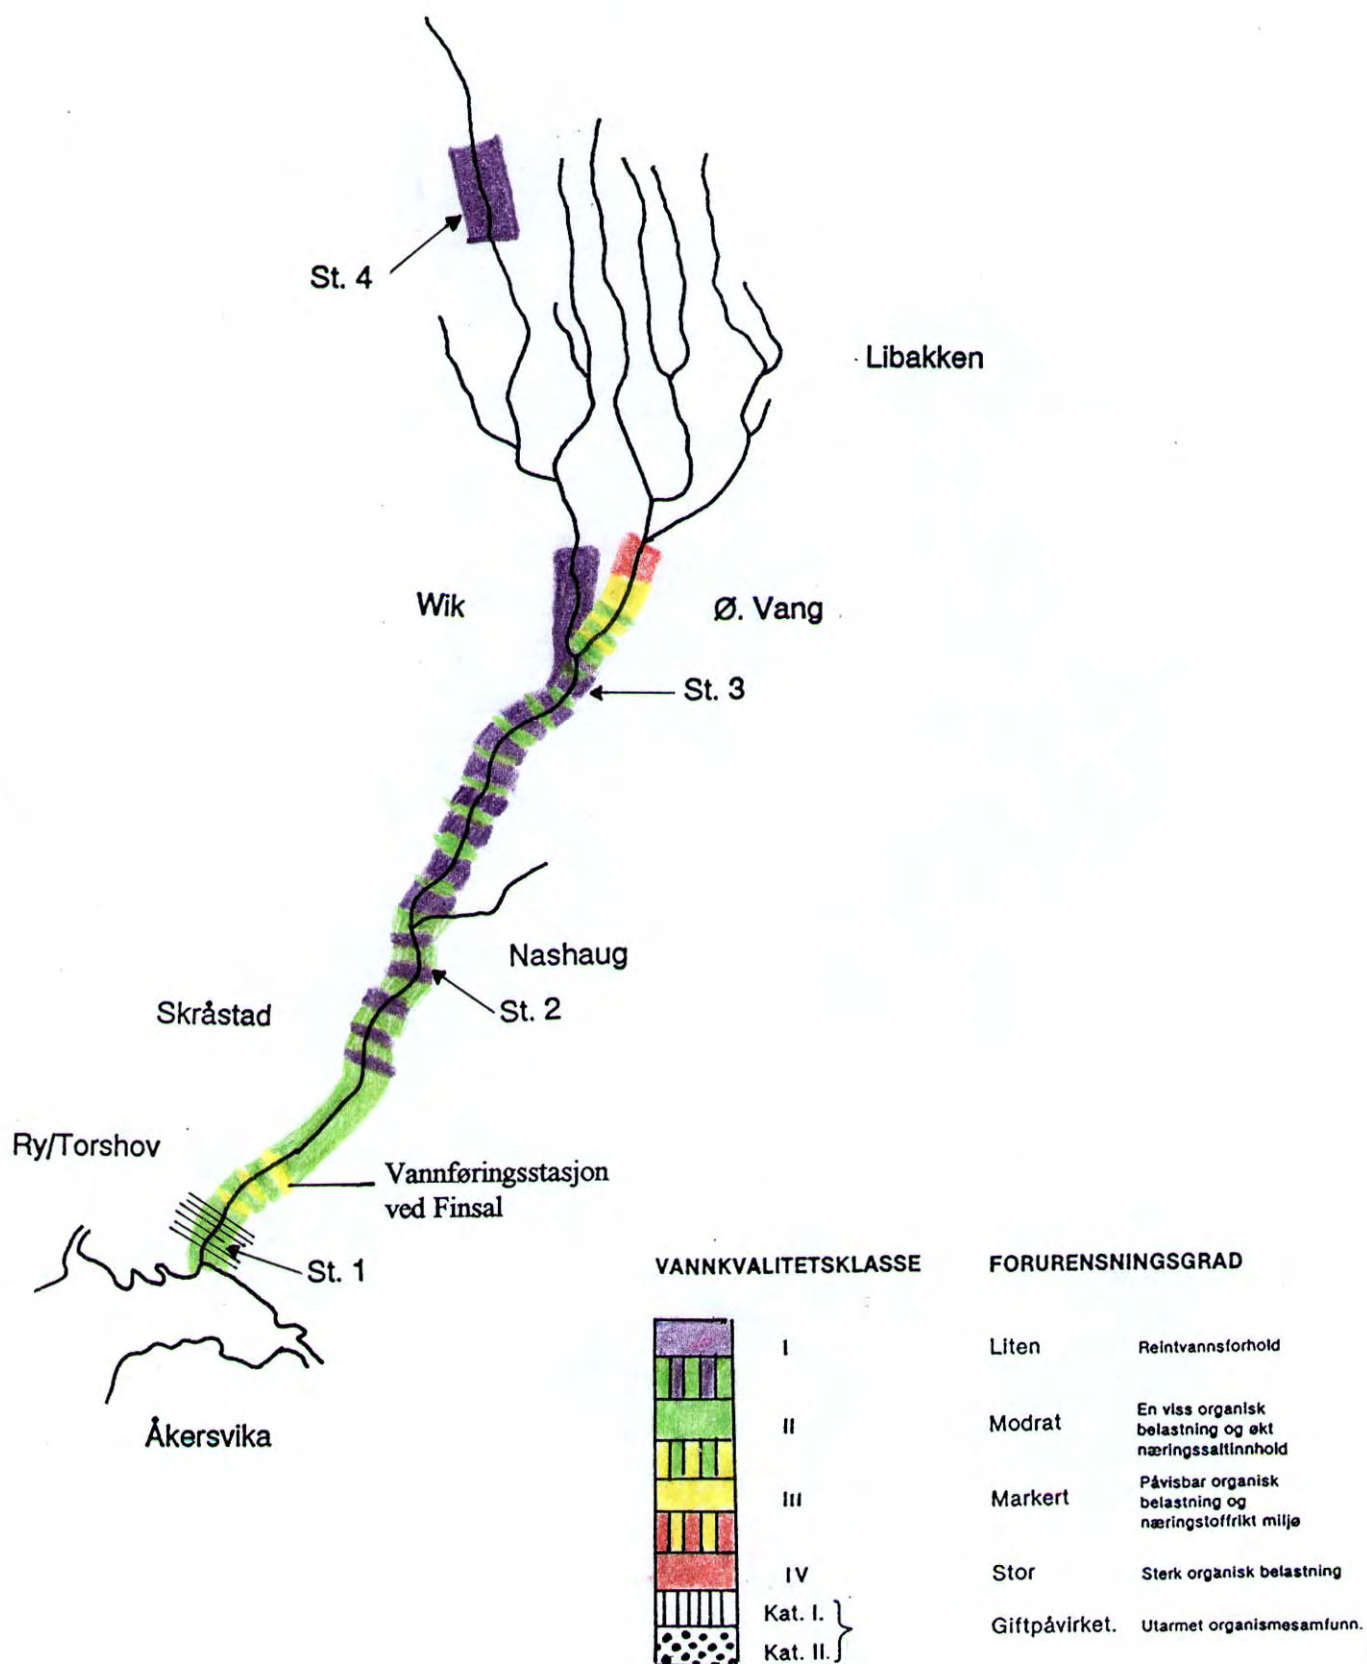 St. 4
Libakken
Wik
Ø. Vang
St. 3
Nashaug
St. 2
Skråstad
Ry/Torshov
Vannføringsstasjon
ved Finsal
St. 1
Åkersvika
VANNKVALITETSKLASSE FORURENSNINGSGRAD
I Liten Reintvannsforhold
II Modrat En viss organisk
belastning og økt
næringssaltinnhold
III Markert Påvisbar organisk
belastning og
næringstoffrikt miljø
IV Stor Sterk organisk belastning
Kat. I.
Giftpåvirket. Utarmet organismesamfunn.
Kat. II.